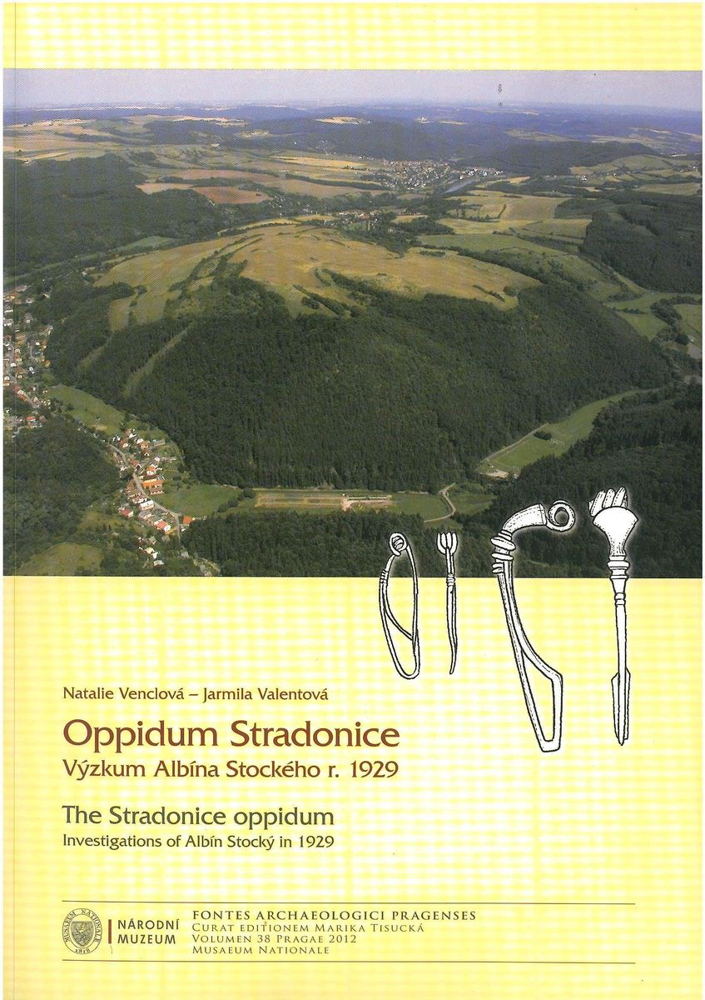 Natalie Venclová – Jarmila Valentová
Oppidum Stradonice
Výzkum Albína Stockého r. 1929
The Stradonice oppidum
Investigations of Albín Stocký in 1929
MUSAEUM NATIONALE
1818
NÁRODNÍ
MUZEUM
FONTES ARCHAEOLOGICI PRAGENSES
CURAT EDITIONEM MARIKA TISUCKÁ
VOLUMEN 38 PRAGAE 2012
MUSAEUM NATIONALE